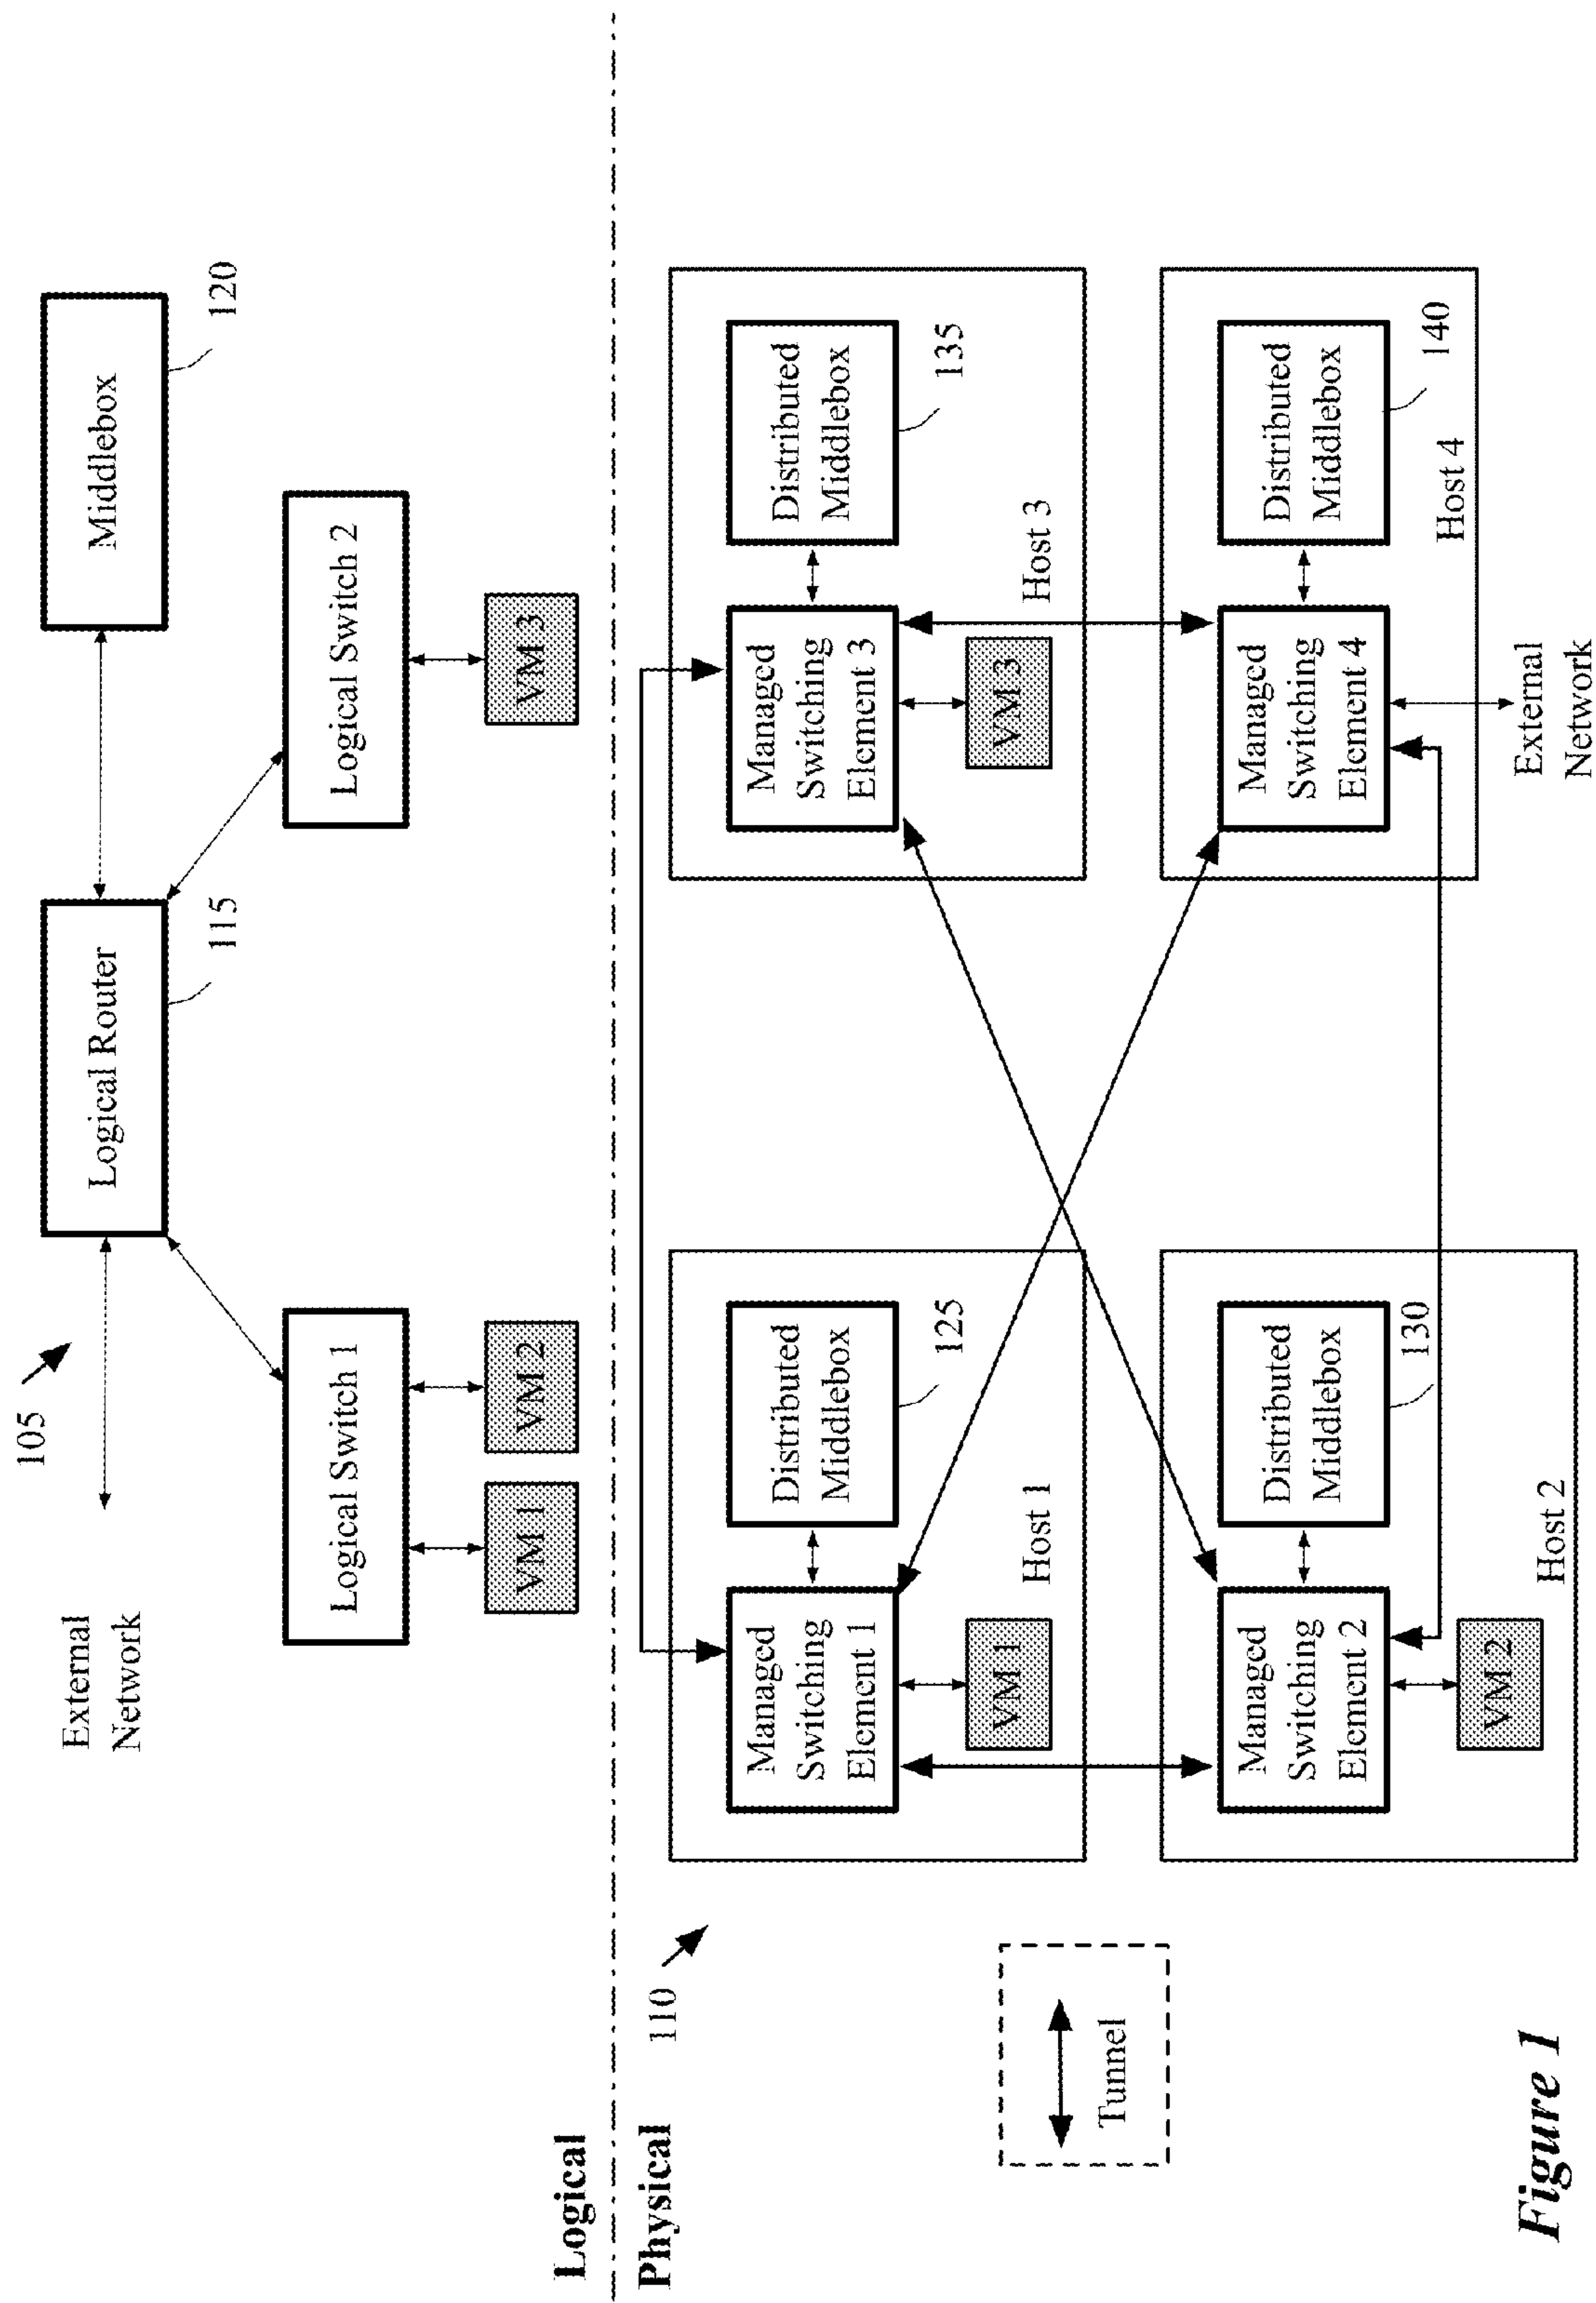 105
External
Network
Logical Router
115
Middlebox
120
Logical Switch 1
VM 1
VM 2
Logical Switch 2
VM 3
Logical
Physical
110
Managed
Switching
Element 1
Distributed
Middlebox
125
VM 1
Host 1
Managed
Switching
Element 3
Distributed
Middlebox
135
VM 3
Host 3
Tunnel
Managed
Switching
Element 2
Distributed
Middlebox
130
VM 2
Host 2
Managed
Switching
Element 4
Distributed
Middlebox
140
Host 4
External
Network
Figure 1